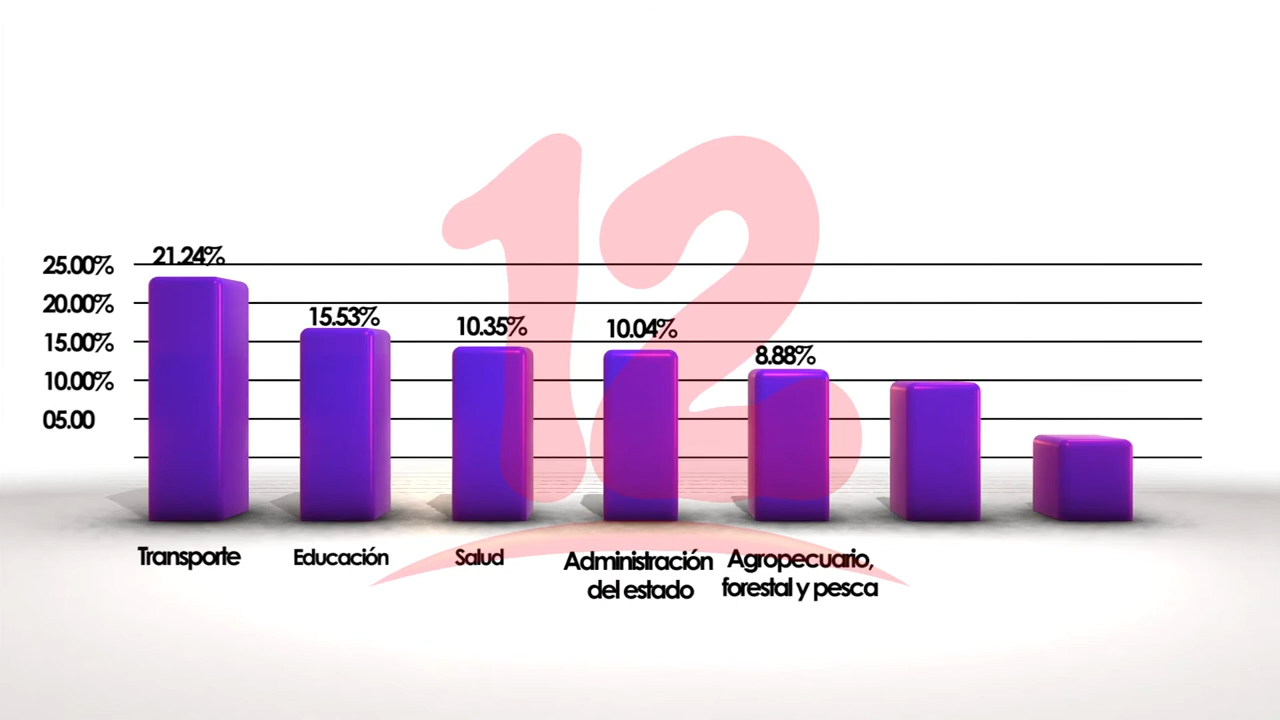 21.24%
25.00%
20.00%
15.53%
10.35%
10.04%
15.00%
8.88%
10.00%
05.00
12
Transporte
Educación
Salud
Administración
del estado
Agropecuario,
forestal y pesca